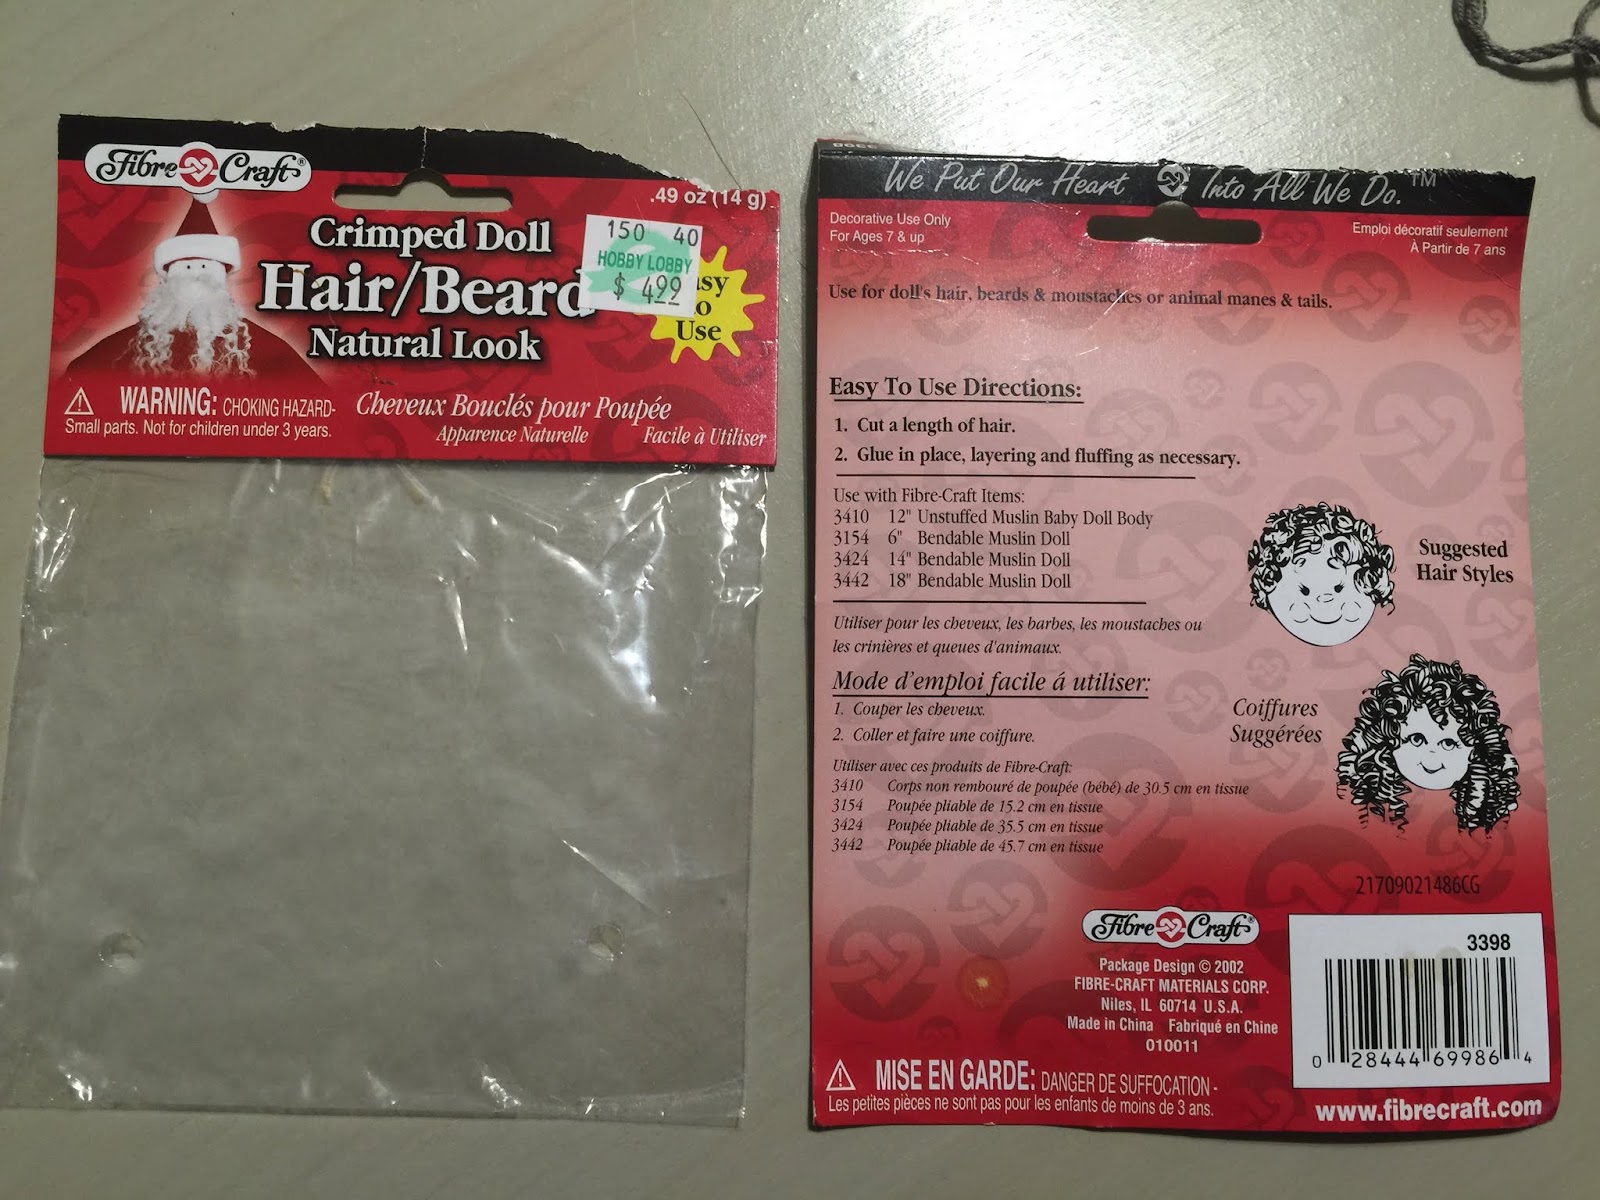 Fibre Craft®
.49 oz (14 g)
Crimped Doll
Hair/Beard
Natural Look
150 40
HOBBY LOBBY
$ 4.99
Use
WARNING: CHOKING HAZARD-
Small parts. Not for children under 3 years.
Cheveux Bouclés pour Poupée
Apparence Naturelle Facile à Utiliser
We Put Our Heart Into All We Do.™
Decorative Use Only
For Ages 7 & up
Emploi décoratif seulement
À Partir de 7 ans
Use for doll's hair, beards & moustaches or animal manes & tails.
Easy To Use Directions:
1. Cut a length of hair.
2. Glue in place, layering and fluffing as necessary.
Use with Fibre-Craft Items:
3410 12" Unstuffed Muslin Baby Doll Body
3154 6" Bendable Muslin Doll
3424 14" Bendable Muslin Doll
3442 18" Bendable Muslin Doll
Suggested
Hair Styles
Utiliser pour les cheveux, les barbes, les moustaches ou
les crinières et queues d'animaux.
Mode d'emploi facile á utiliser:
1. Couper les cheveux.
2. Coller et faire une coiffure.
Coiffures
Suggérées
Utiliser avec ces produits de Fibre-Craft:
3410 Corps non rembouré de poupée (bébé) de 30.5 cm en tissue
3154 Poupée pliable de 15.2 cm en tissue
3424 Poupée pliable de 35.5 cm en tissue
3442 Poupée pliable de 45.7 cm en tissue
21709021486CG
Fibre Craft®
Package Design © 2002
FIBRE-CRAFT MATERIALS CORP.
Niles, IL 60714 U.S.A.
Made in China Fabriqué en Chine
010011
3398
0 28444 69986 4
MISE EN GARDE: DANGER DE SUFFOCATION -
Les petites pièces ne sont pas pour les enfants de moins de 3 ans.
www.fibrecraft.com